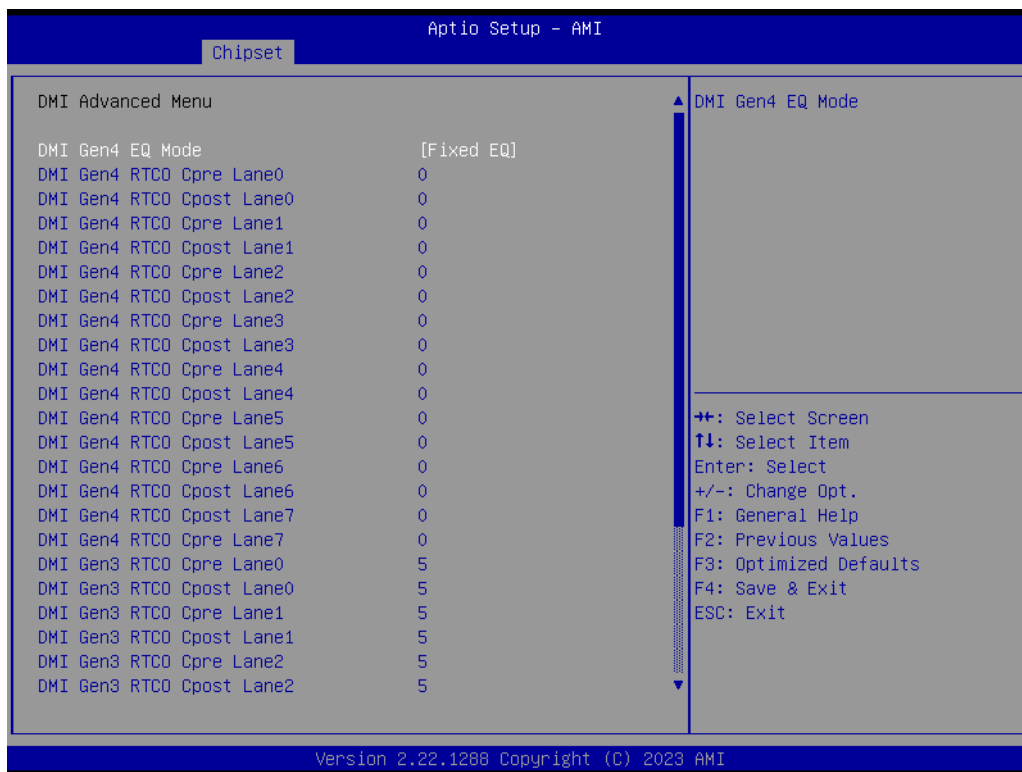 Aptio Setup - AMI
Chipset
DMI Advanced Menu
DMI Gen4 EQ Mode [Fixed EQ]
DMI Gen4 RTCO Cpre Lane0 0
DMI Gen4 RTCO Cpost Lane0 0
DMI Gen4 RTCO Cpre Lane1 0
DMI Gen4 RTCO Cpost Lane1 0
DMI Gen4 RTCO Cpre Lane2 0
DMI Gen4 RTCO Cpost Lane2 0
DMI Gen4 RTCO Cpre Lane3 0
DMI Gen4 RTCO Cpost Lane3 0
DMI Gen4 RTCO Cpre Lane4 0
DMI Gen4 RTCO Cpost Lane4 0
DMI Gen4 RTCO Cpre Lane5 0
DMI Gen4 RTCO Cpost Lane5 0
DMI Gen4 RTCO Cpre Lane6 0
DMI Gen4 RTCO Cpost Lane6 0
DMI Gen4 RTCO Cpost Lane7 0
DMI Gen4 RTCO Cpre Lane7 0
DMI Gen3 RTCO Cpre Lane0 5
DMI Gen3 RTCO Cpost Lane0 5
DMI Gen3 RTCO Cpre Lane1 5
DMI Gen3 RTCO Cpost Lane1 5
DMI Gen3 RTCO Cpre Lane2 5
DMI Gen3 RTCO Cpost Lane2 5
DMI Gen4 EQ Mode
→←: Select Screen
↑↓: Select Item
Enter: Select
+/-: Change Opt.
F1: General Help
F2: Previous Values
F3: Optimized Defaults
F4: Save & Exit
ESC: Exit
Version 2.22.1288 Copyright (C) 2023 AMI